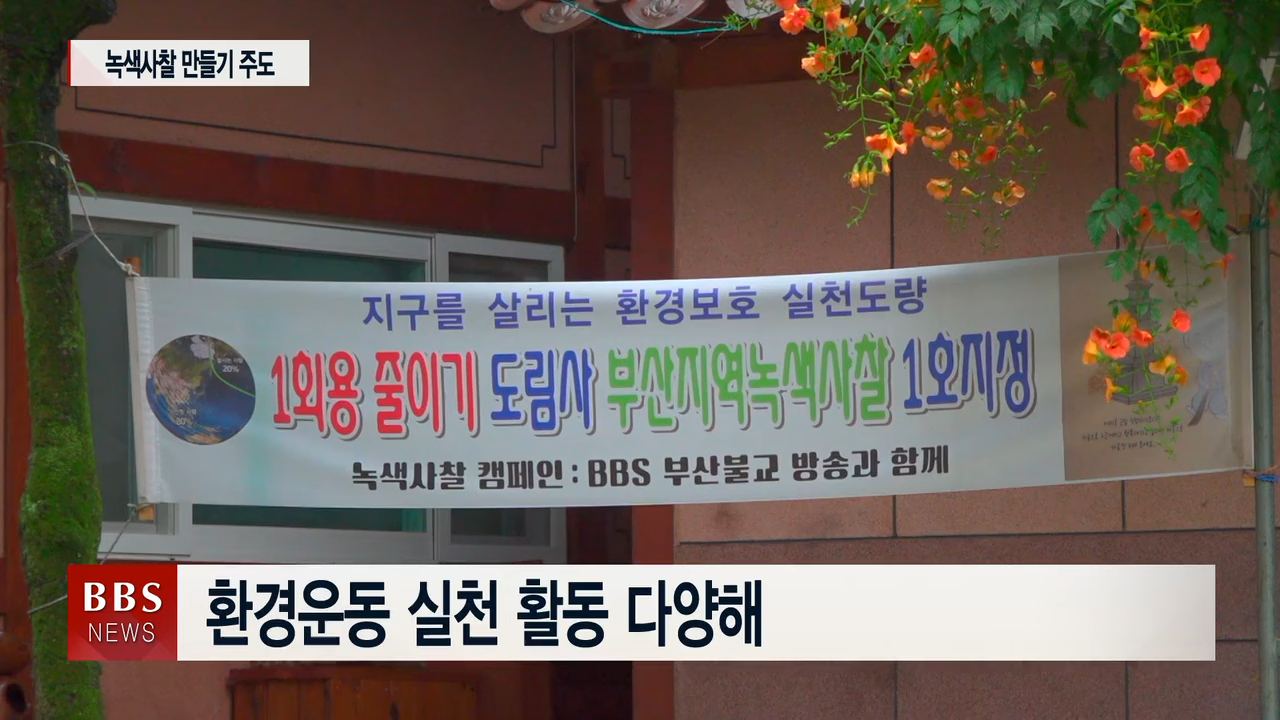 녹색사찰 만들기 주도
지구를 살리는 환경보호 실천도량
20%
1회용 줄이기 도림사 부산지역녹색사찰 1호지정
녹색사찰 캠페인 : BBS 부산불교 방송과 함께
BBS
NEWS
환경운동 실천 활동 다양해